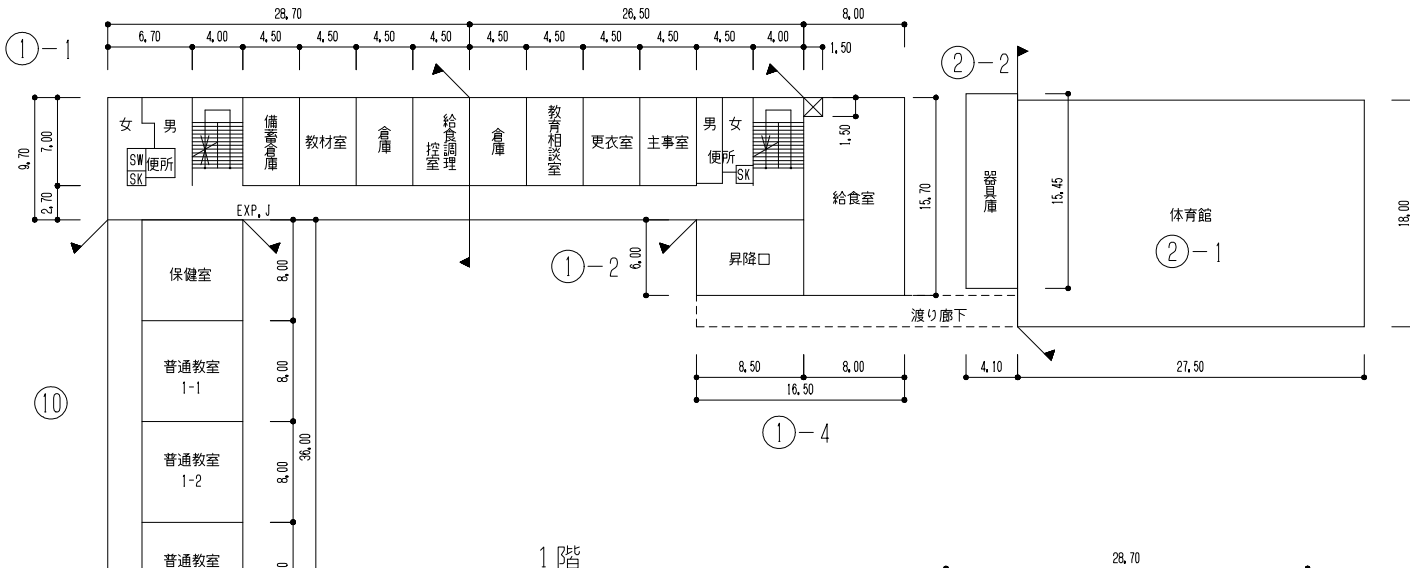 28.70
26.50
8.00
6.70
4.00
4.50
4.50
4.50
4.50
4.50
4.50
4.50
4.50
4.00
1.50
①-1
②-2
9.70
7.00
2.70
女
男
SW
便所
SK
備蓄倉庫
教材室
倉庫
給食調理
控室
倉庫
教育相談室
更衣室
主事室
男
女
便所
SK
1.50
給食室
15.70
器具庫
15.45
体育館
②-1
18.00
EXP.J
①-2
6.00
昇降口
渡り廊下
保健室
8.00
普通教室
1-1
8.00
8.50
8.00
16.50
4.10
27.50
①-4
⑩
36.00
普通教室
1-2
8.00
普通教室
1階
28.70